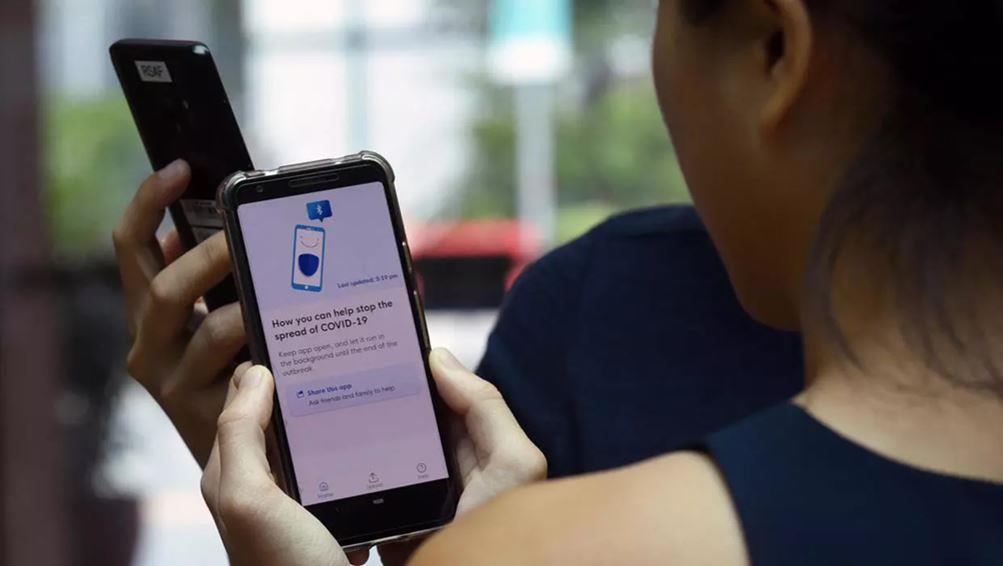 RSAF
Last updated: 5:19 pm
How you can help stop the
spread of COVID-19
Keep app open, and let it run in
the background until the end of the
outbreak.
Share this app
Ask friends and family to help
Home
Upload
Help